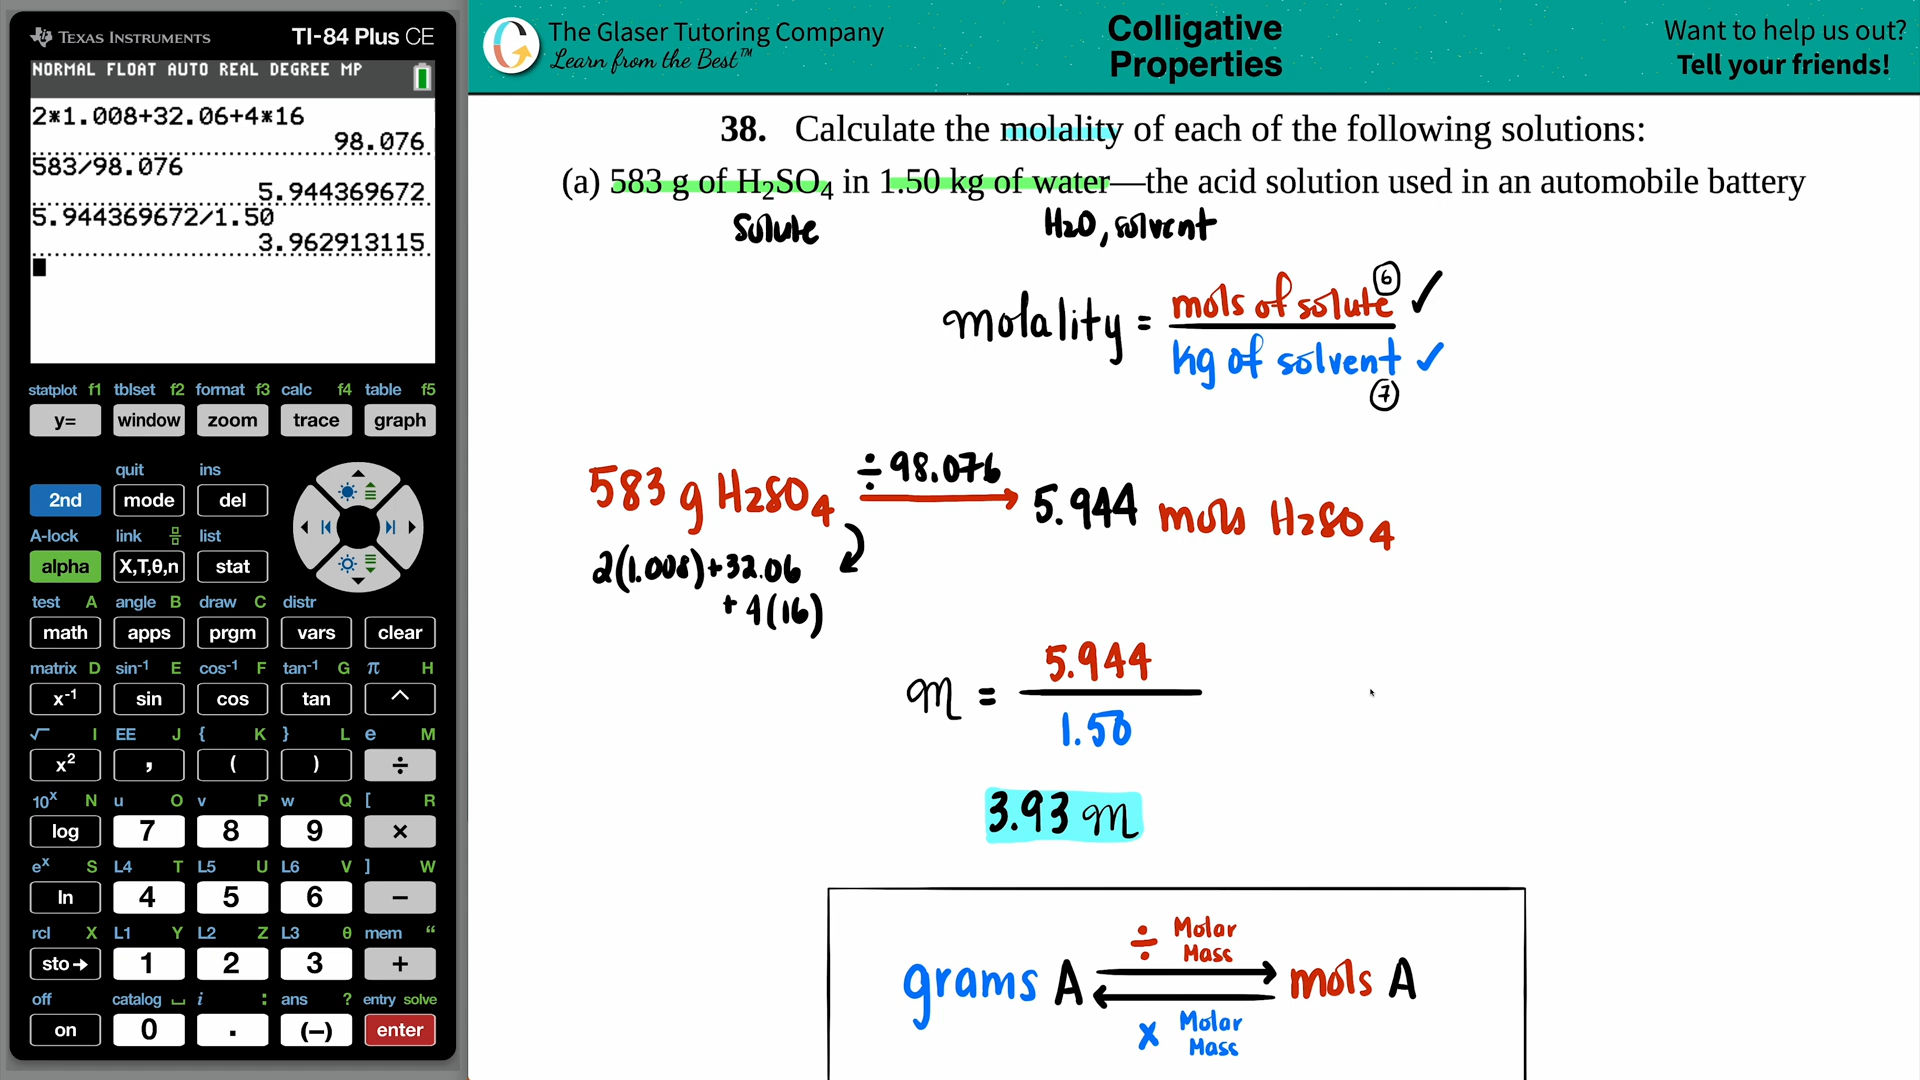 TEXAS INSTRUMENTS TI-84 Plus CE
NORMAL FLOAT AUTO REAL DEGREE MP
2*1.008+32.06+4*16
98.076
583/98.076
5.944369672
5.944369672/1.50
3.962913115
statplot f1 tblset f2 format f3 calc f4 table f5
y= window zoom trace graph
quit ins
2nd mode del
A-lock link list
alpha X,T,θ,n stat
test A angle B draw C distr
math apps prgm vars clear
matrix D sin⁻¹ E cos⁻¹ F tan⁻¹ G π H
x⁻¹ sin cos tan ^
√ I EE J { K } L e M
x² , ( ) ÷
10ˣ N u O v P w Q [ R
log 7 8 9 ×
eˣ S L4 T L5 U L6 V ] W
ln 4 5 6 −
rcl X L1 Y L2 Z L3 θ mem “
sto→ 1 2 3 +
off catalog ␣ i : ans ? entry solve
on 0 . (−) enter
The Glaser Tutoring Company
Learn from the Best™
Colligative
Properties
Want to help us out?
Tell your friends!
38. Calculate the molality of each of the following solutions:
(a) 583 g of H₂SO₄ in 1.50 kg of water—the acid solution used in an automobile battery
Solute H2O, solvent
molality = mols of solute ⑥ ✓
kg of solvent ✓
⑦
583 g H2SO4 ÷98.076 → 5.944 mols H2SO4
2(1.008)+32.06
+ 4(16)
m = 5.944
1.50
3.93 m
÷ Molar
Mass
grams A mols A
x Molar
Mass